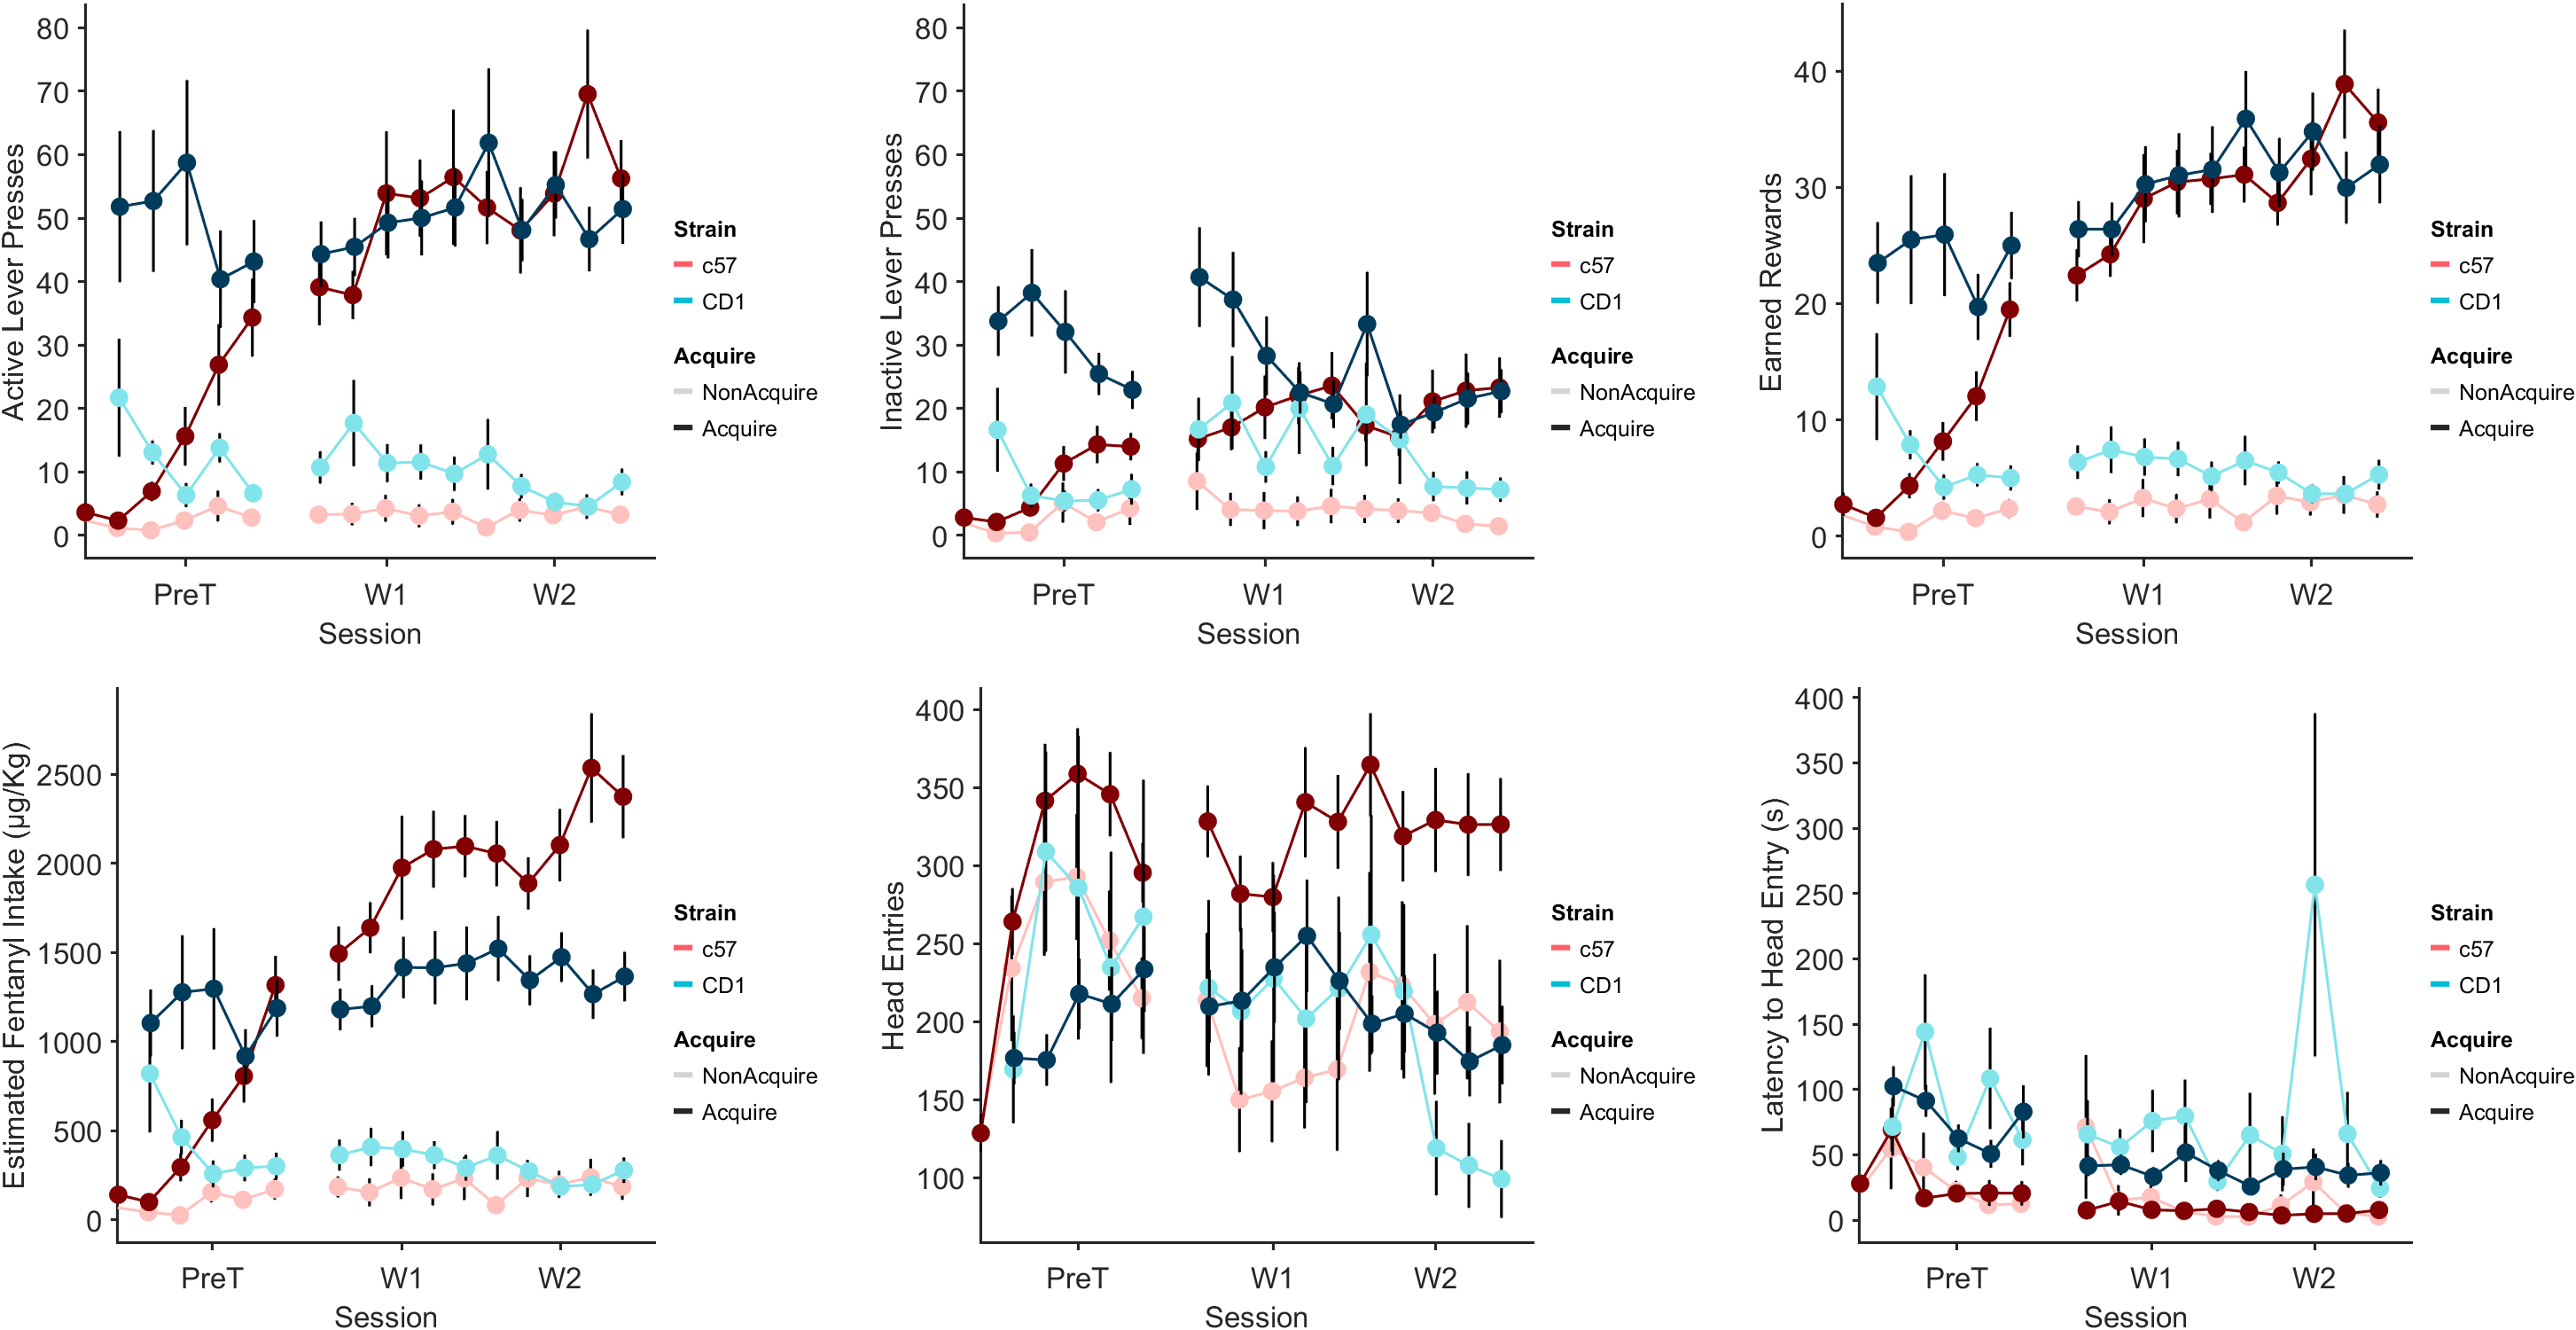 Active Lever Presses
80
70
60
50
40
30
20
10
0
PreT W1 W2
Session
Strain
c57
CD1
Acquire
NonAcquire
Acquire
Inactive Lever Presses
80
70
60
50
40
30
20
10
0
PreT W1 W2
Session
Strain
c57
CD1
Acquire
NonAcquire
Acquire
Earned Rewards
40
30
20
10
0
PreT W1 W2
Session
Strain
c57
CD1
Acquire
NonAcquire
Acquire
Estimated Fentanyl Intake (μg/Kg)
2500
2000
1500
1000
500
0
PreT W1 W2
Session
Strain
c57
CD1
Acquire
NonAcquire
Acquire
Head Entries
400
350
300
250
200
150
100
PreT W1 W2
Session
Strain
c57
CD1
Acquire
NonAcquire
Acquire
Latency to Head Entry (s)
400
350
300
250
200
150
100
50
0
PreT W1 W2
Session
Strain
c57
CD1
Acquire
NonAcquire
Acquire